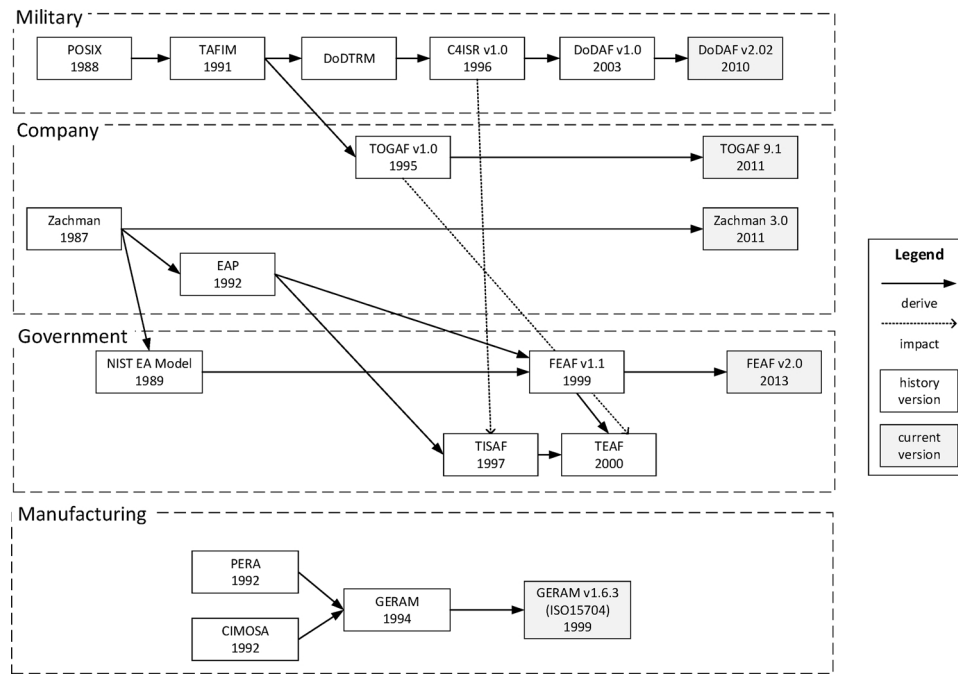 Military
POSIX
1988
TAFIM
1991
DoDTRM
C4ISR v1.0
1996
DoDAF v1.0
2003
DoDAF v2.02
2010
Company
TOGAF v1.0
1995
TOGAF 9.1
2011
Zachman
1987
Zachman 3.0
2011
EAP
1992
Government
NIST EA Model
1989
FEAF v1.1
1999
FEAF v2.0
2013
TISAF
1997
TEAF
2000
Manufacturing
PERA
1992
CIMOSA
1992
GERAM
1994
GERAM v1.6.3
(ISO15704)
1999
Legend
derive
impact
history
version
current
version